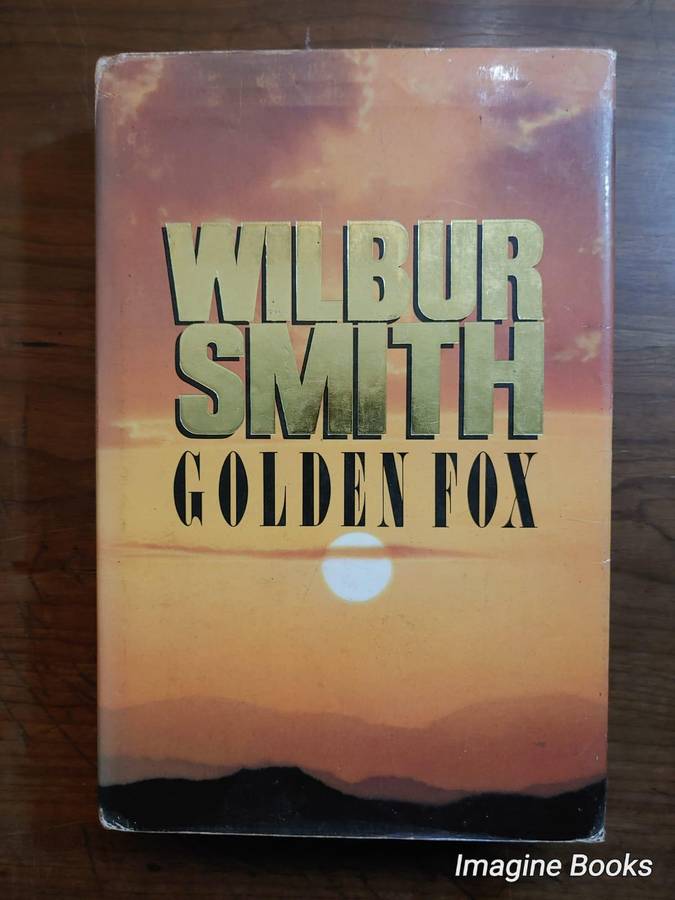 WILBUR
SMITH
GOLDEN FOX
Imagine Books